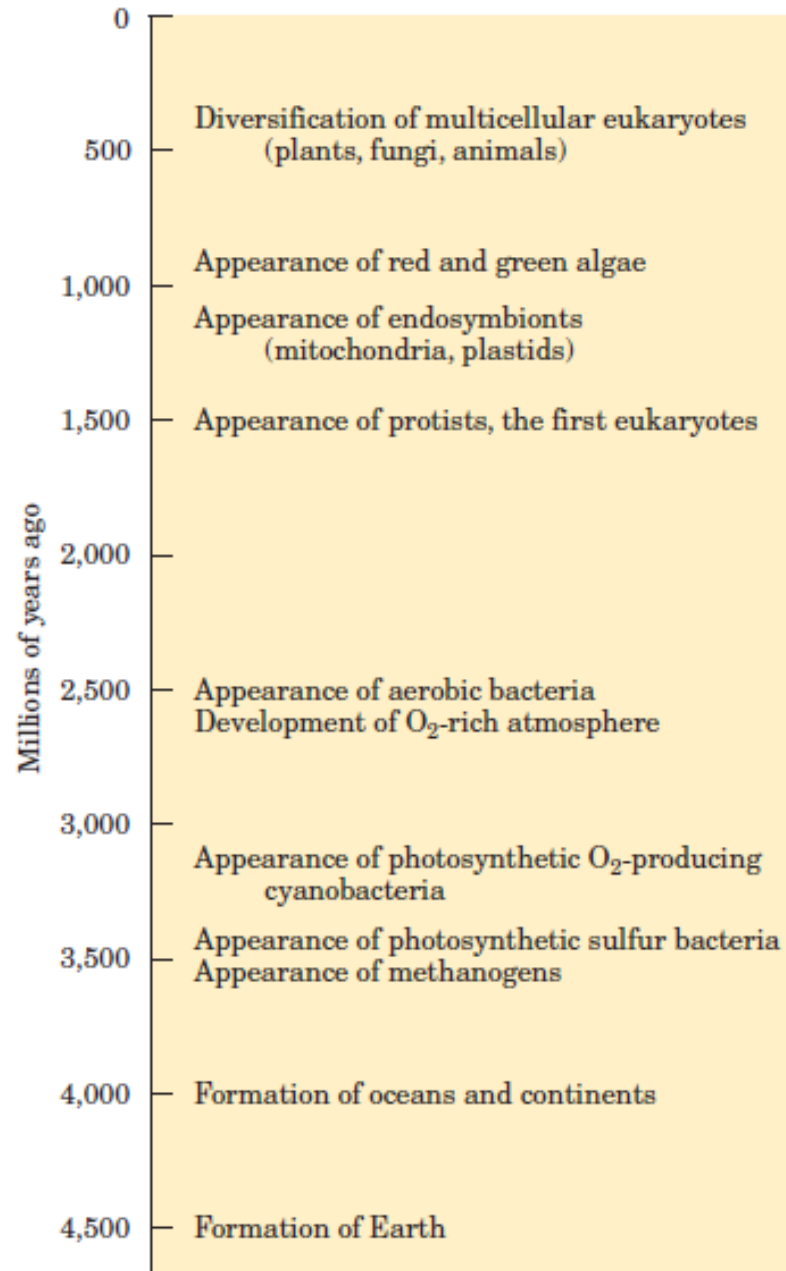 0
Diversification of multicellular eukaryotes
500
(plants, fungi, animals)
Appearance of red and green algae
1,000
Appearance of endosymbionts
(mitochondria, plastids)
1,500
Appearance of protists, the first eukaryotes
Millions of years ago
2,000
2,500
Appearance of aerobic bacteria
Development of O₂-rich atmosphere
3,000
Appearance of photosynthetic O₂-producing
cyanobacteria
Appearance of photosynthetic sulfur bacteria
3,500
Appearance of methanogens
4,000
Formation of oceans and continents
4,500
Formation of Earth